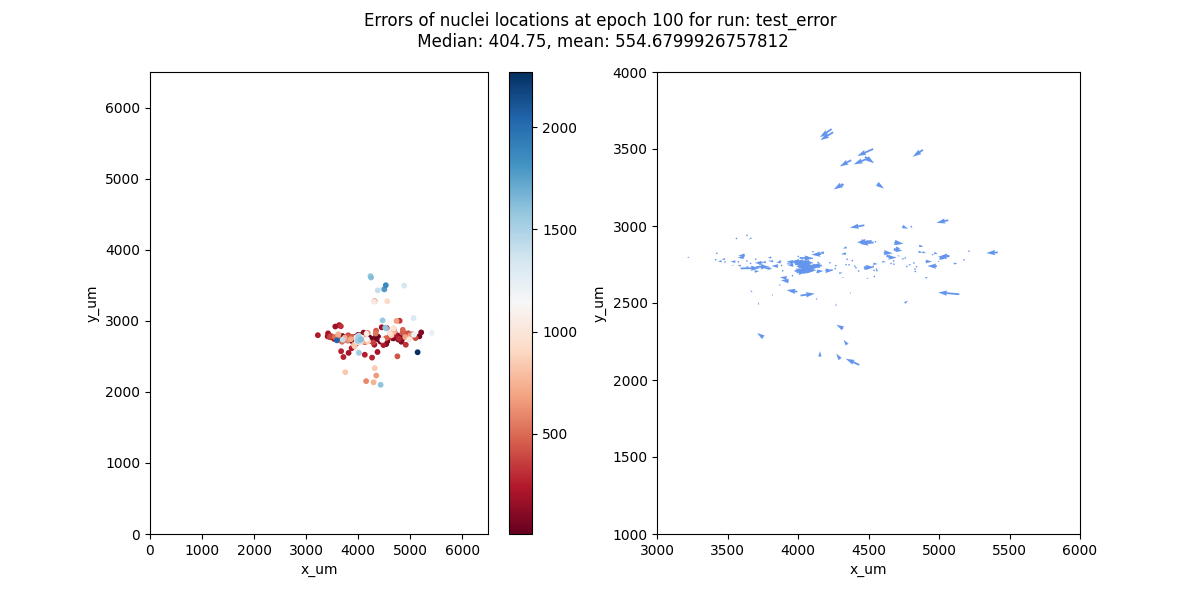 Errors of nuclei locations at epoch 100 for run: test_error
Median: 404.75, mean: 554.6799926757812
6000
5000
4000
3000
2000
1000
0
y_um
0 1000 2000 3000 4000 5000 6000
x_um
2000
1500
1000
500
4000
3500
3000
2500
2000
1500
1000
y_um
3000 3500 4000 4500 5000 5500 6000
x_um